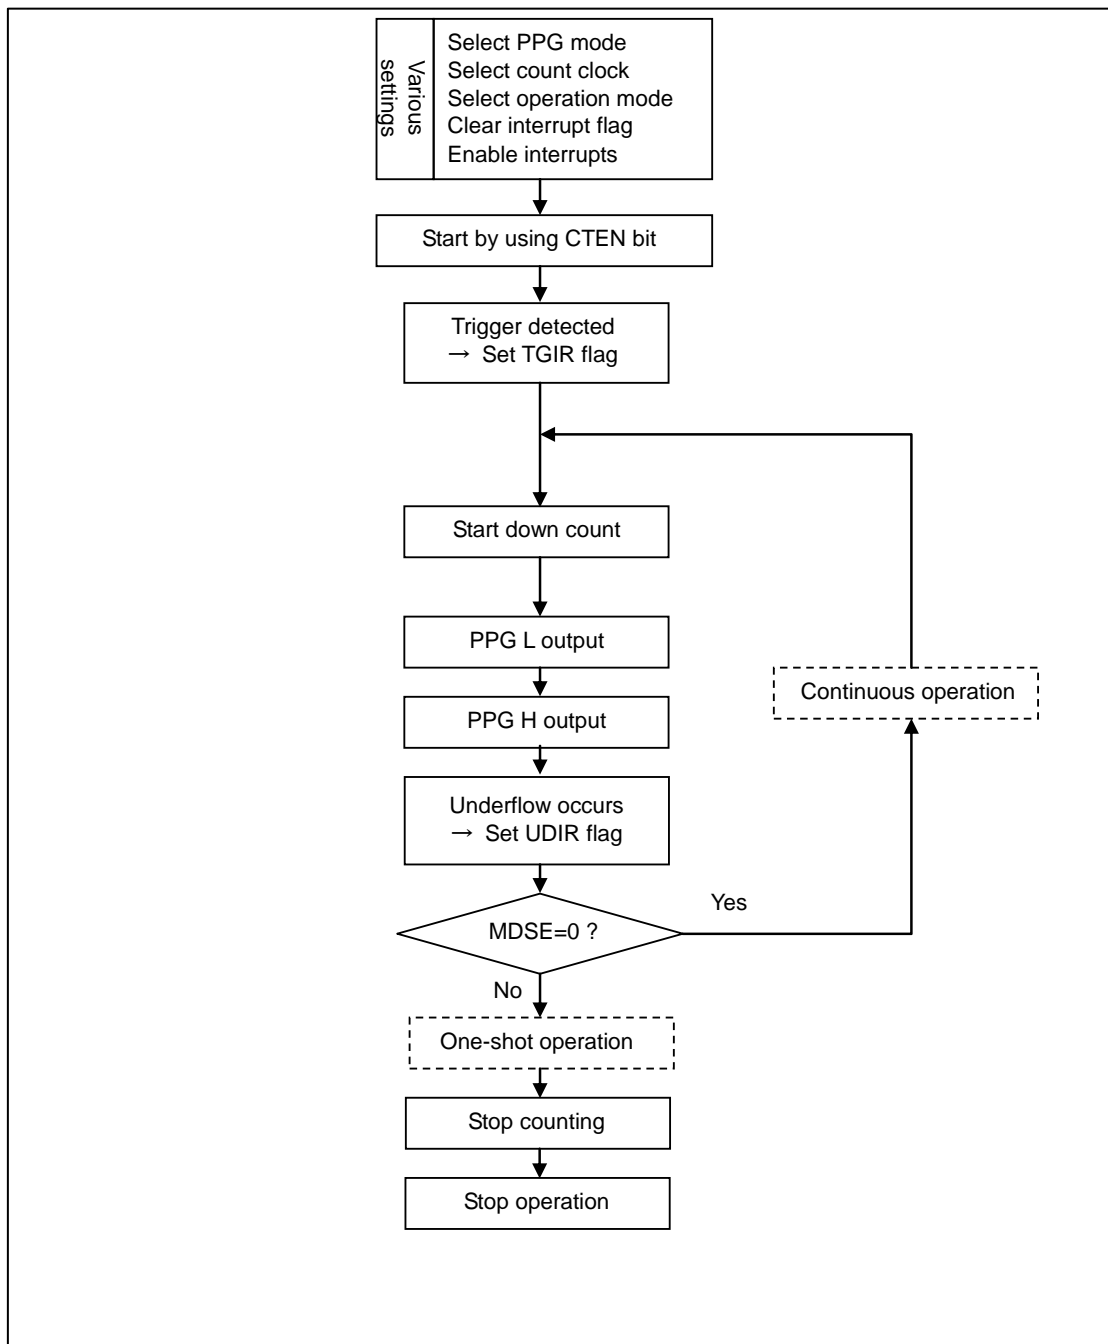 Various
settings
Select PPG mode
Select count clock
Select operation mode
Clear interrupt flag
Enable interrupts
Start by using CTEN bit
Trigger detected
→ Set TGIR flag
Start down count
PPG L output
PPG H output
Continuous operation
Underflow occurs
→ Set UDIR flag
Yes
MDSE=0 ?
No
One-shot operation
Stop counting
Stop operation